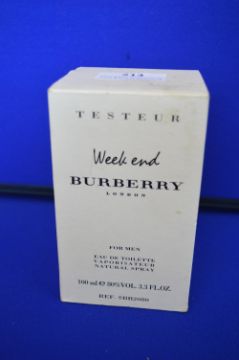 TESTEUR
Week end
BURBERRY
LONDON
FOR MEN
EAU DE TOILETTE
VAPORISATEUR
NATURAL SPRAY
100 ml ℮ 80%VOL. 3.3 FL.OZ.
REF.